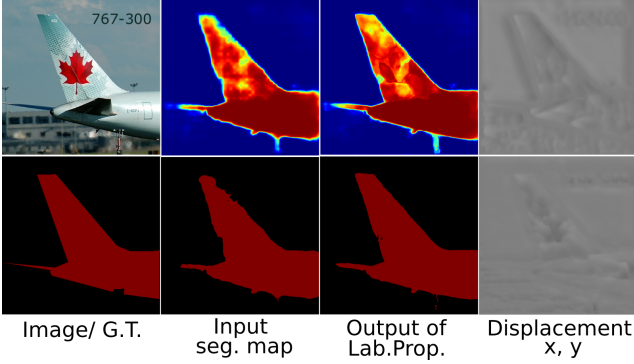 767-300
Image/ G.T.
Input
seg. map
Output of
Lab.Prop.
Displacement
x, y